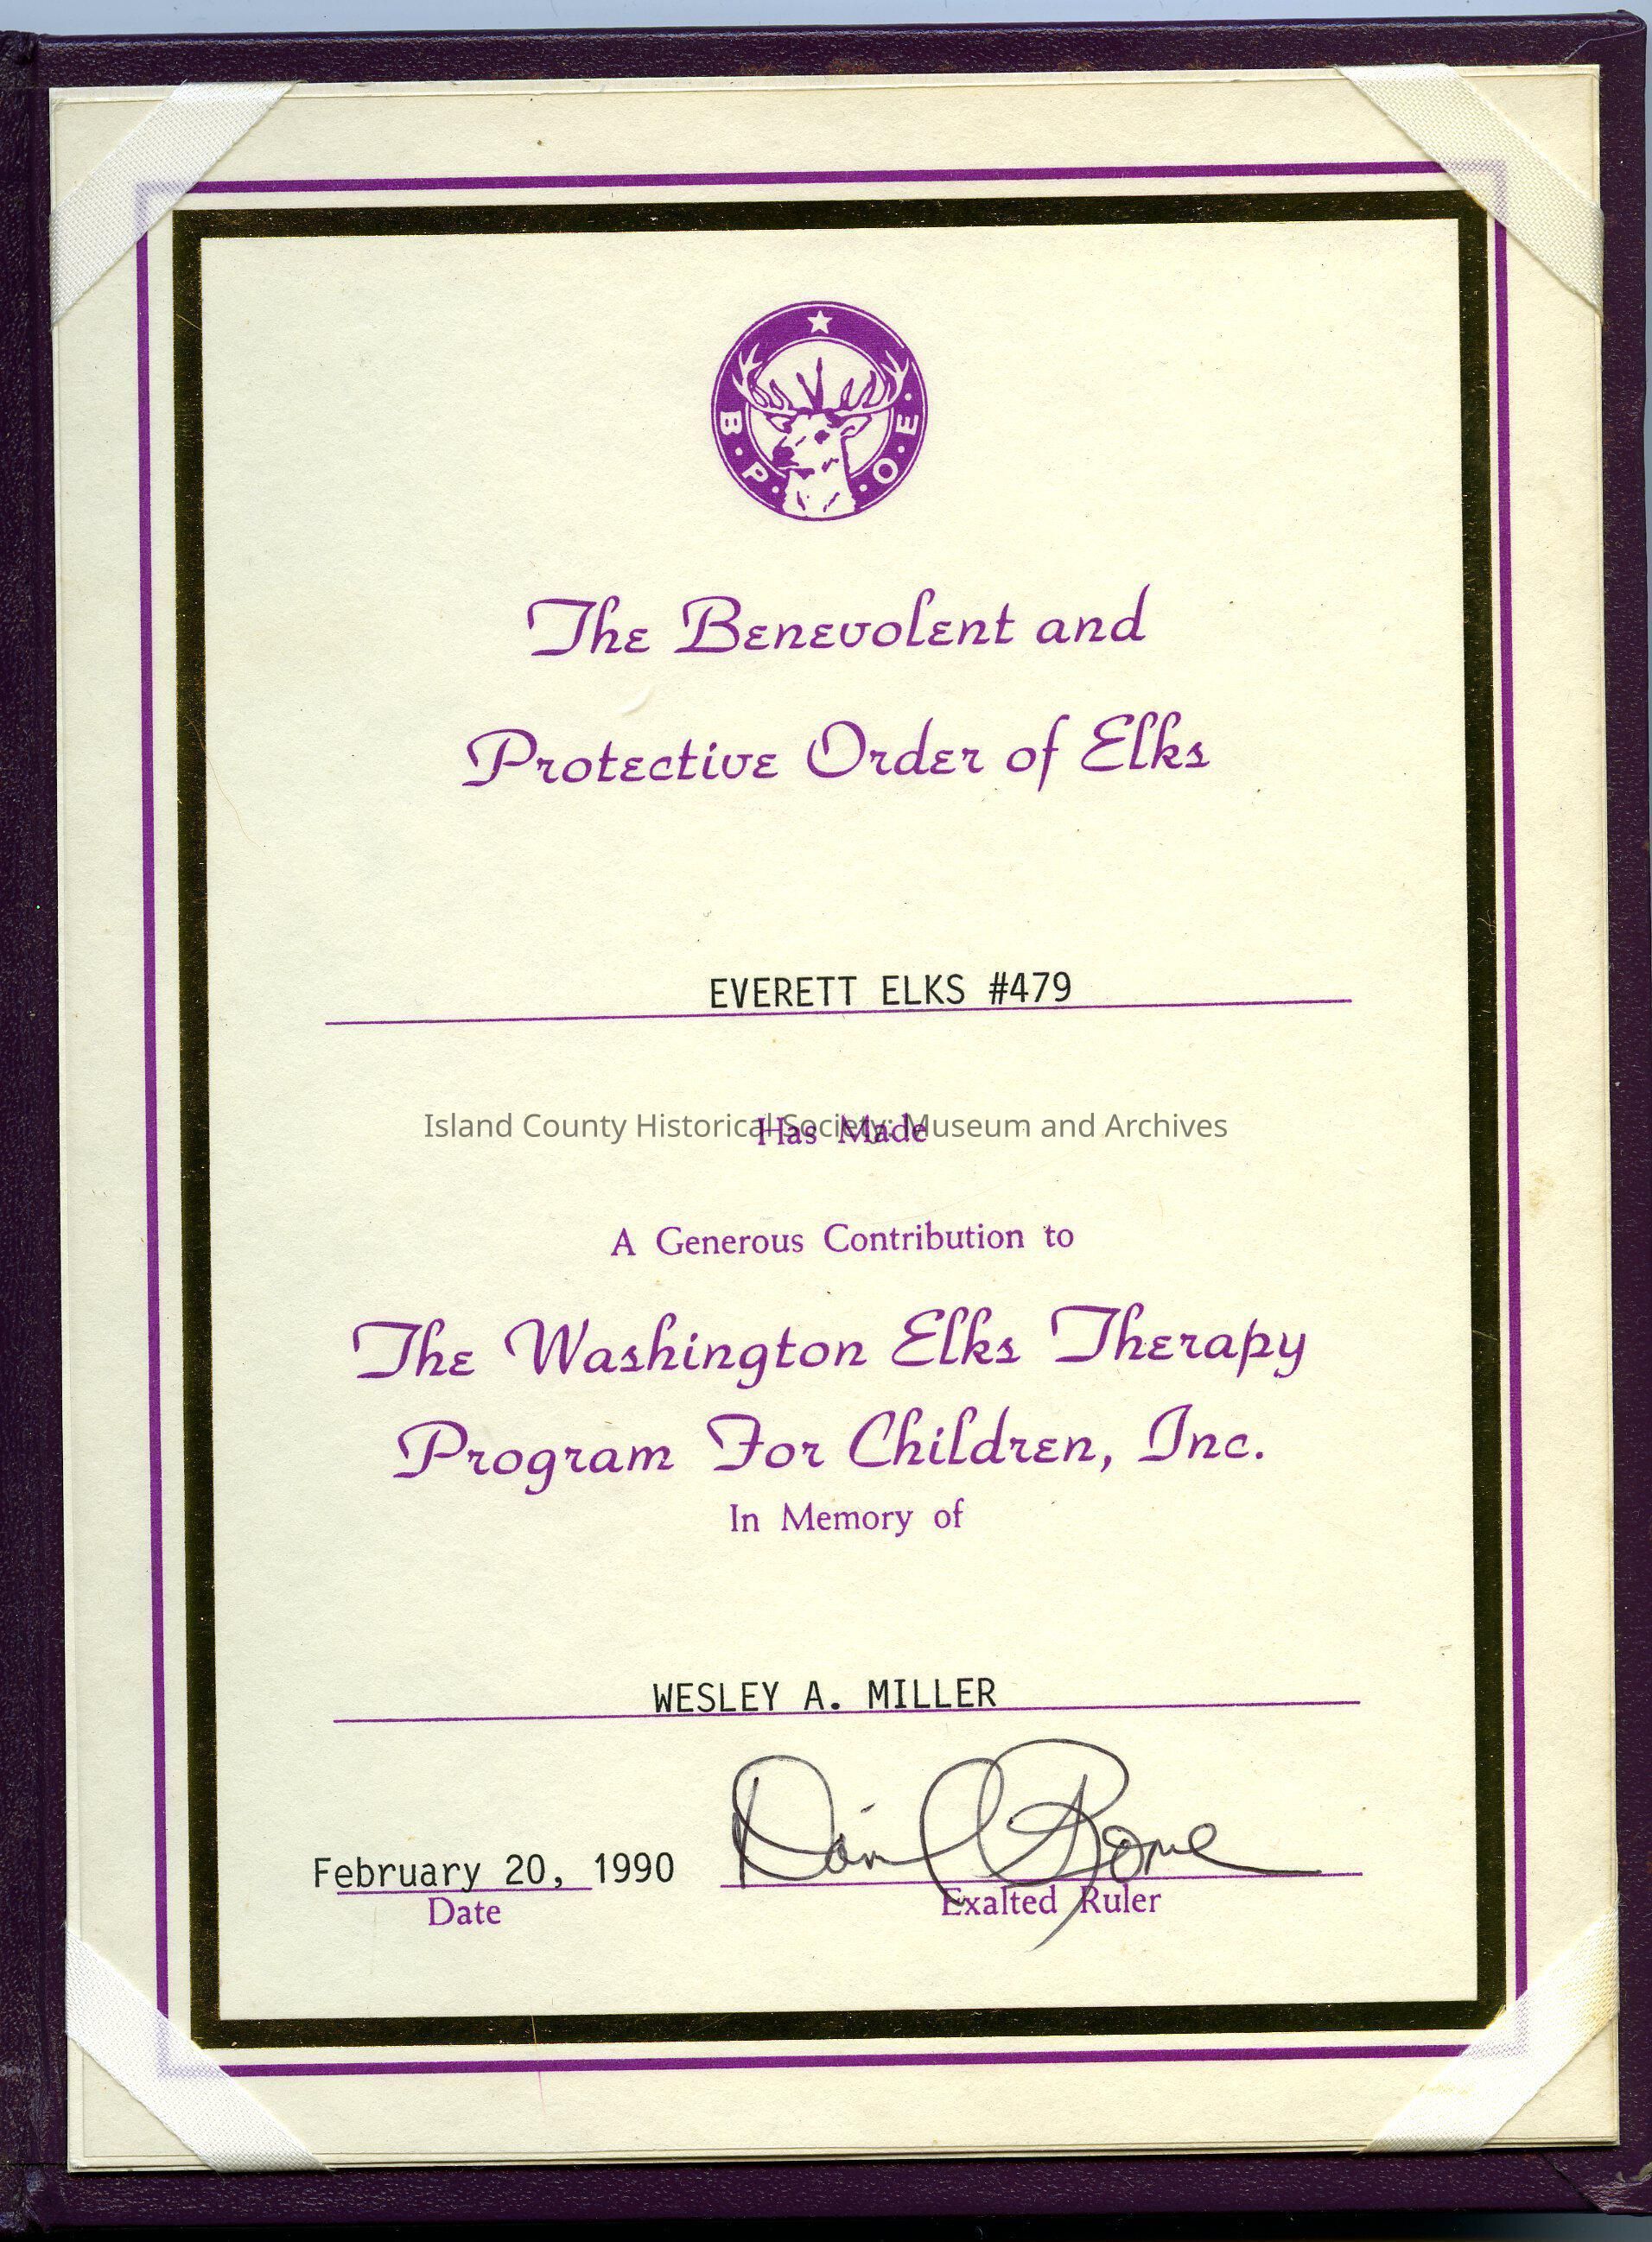 B·P·O·E·
The Benevolent and
Protective Order of Elks
EVERETT ELKS #479
Has Made
Island County Historical Society: Museum and Archives
A Generous Contribution to
The Washington Elks Therapy
Program For Children, Inc.
In Memory of
WESLEY A. MILLER
February 20, 1990
Date
Exalted Ruler